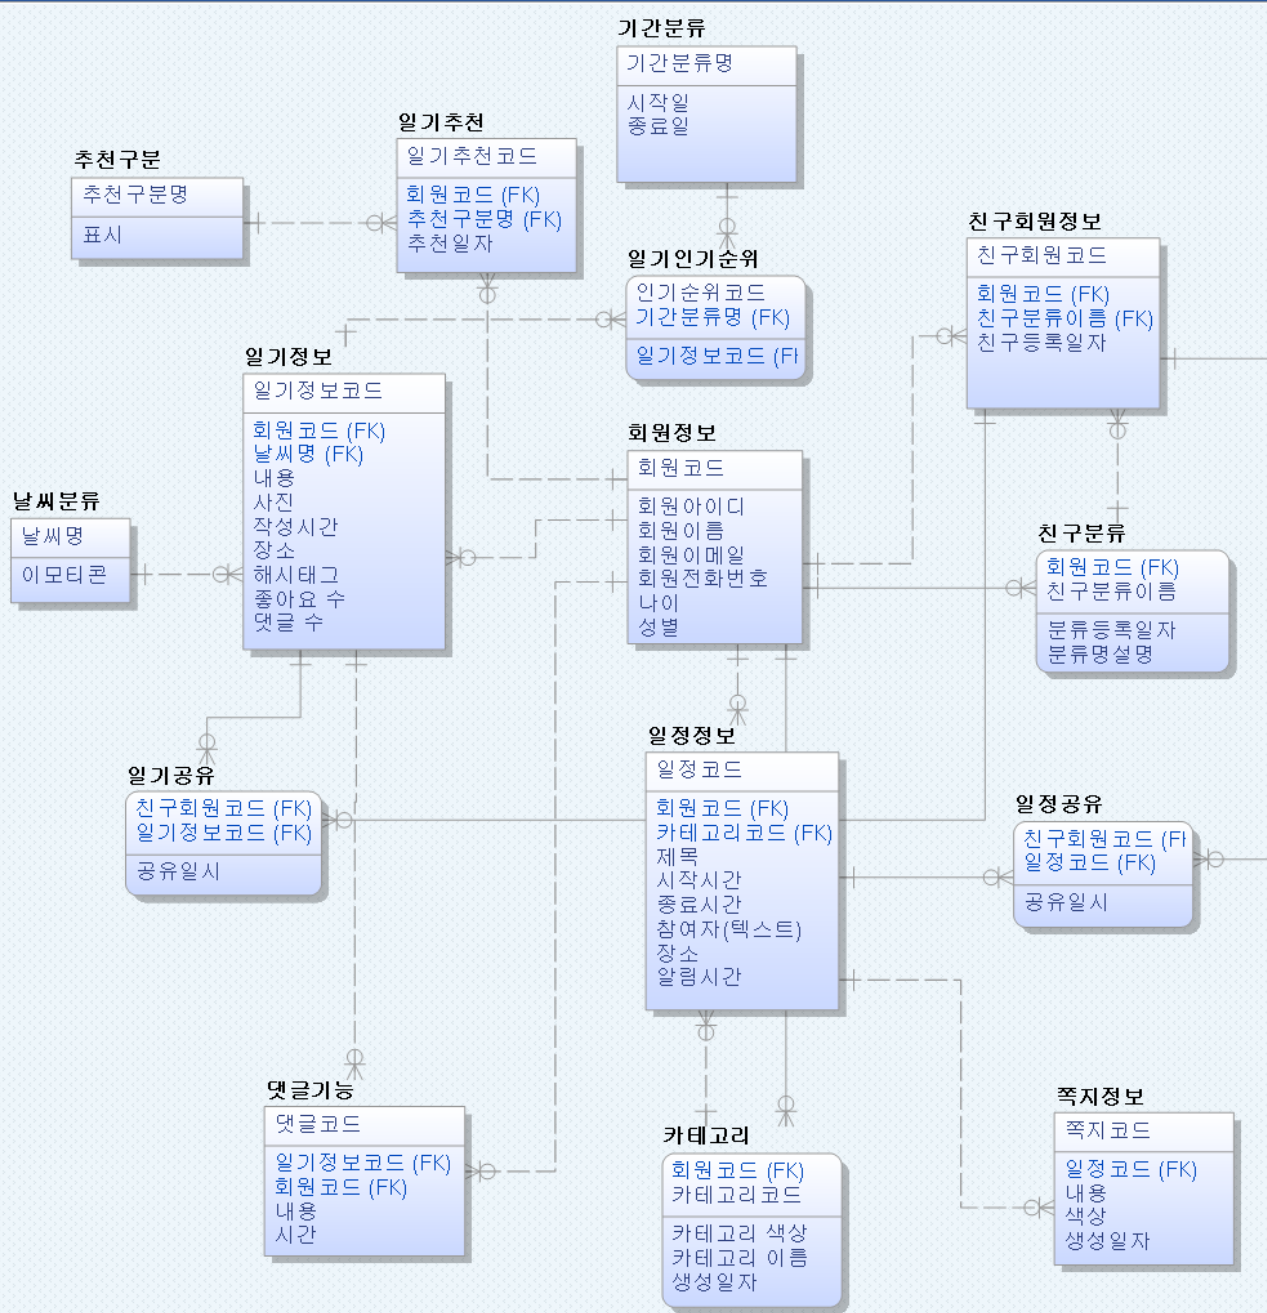 기간분류
기간분류명
시작일
종료일
일기추천
일기추천코드
회원코드 (FK)
추천구분명 (FK)
추천일자
추천구분
추천구분명
표시
친구회원정보
친구회원코드
회원코드 (FK)
친구분류이름 (FK)
친구등록일자
일기인기순위
인기순위코드
기간분류명 (FK)
일기정보코드 (FK
일기정보
일기정보코드
회원코드 (FK)
날씨명 (FK)
내용
사진
작성시간
장소
해시태그
좋아요 수
댓글 수
회원정보
회원코드
회원아이디
회원이름
회원이메일
회원전화번호
나이
성별
날씨분류
날씨명
이모티콘
친구분류
회원코드 (FK)
친구분류이름
분류등록일자
분류명설명
일정정보
일정코드
회원코드 (FK)
카테고리코드 (FK)
제목
시작시간
종료시간
참여자(텍스트)
장소
알림시간
일기공유
친구회원코드 (FK)
일기정보코드 (FK)
공유일시
일정공유
친구회원코드 (FK
일정코드 (FK)
공유일시
댓글기능
댓글코드
일기정보코드 (FK)
회원코드 (FK)
내용
시간
카테고리
회원코드 (FK)
카테고리코드
카테고리 색상
카테고리 이름
생성일자
쪽지정보
쪽지코드
일정코드 (FK)
내용
색상
생성일자